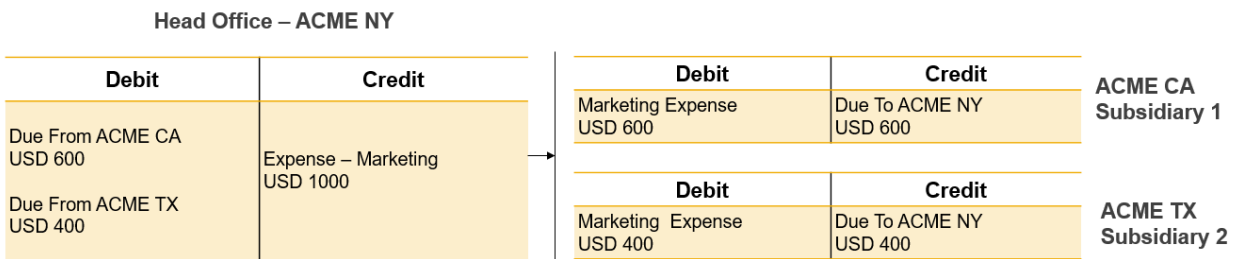 Head Office – ACME NY
Debit
Credit
Due From ACME CA
USD 600
Due From ACME TX
USD 400
Expense – Marketing
USD 1000
Debit
Credit
Marketing Expense
USD 600
Due To ACME NY
USD 600
ACME CA
Subsidiary 1
Debit
Credit
Marketing Expense
USD 400
Due To ACME NY
USD 400
ACME TX
Subsidiary 2